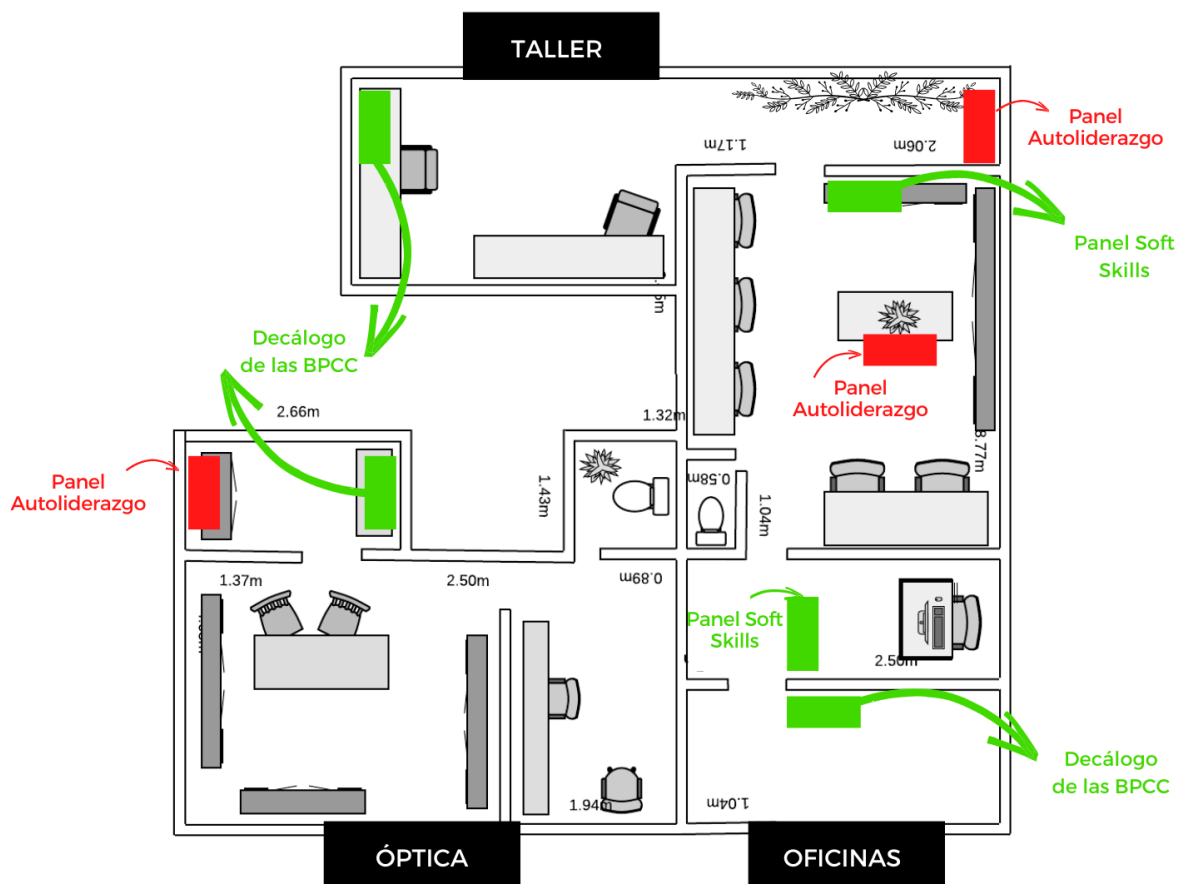 TALLER
Panel
Autoliderazgo
1.17m
2.06m
Panel Soft
Skills
Decálogo
de las BPCC
Panel
Autoliderazgo
2.66m
1.32m
8.77m
Panel
Autoliderazgo
1.43m
0.58m
1.04m
1.37m
2.50m
0.89m
Panel Soft
Skills
2.50m
Decálogo
de las BPCC
1.94m
1.04m
ÓPTICA
OFICINAS